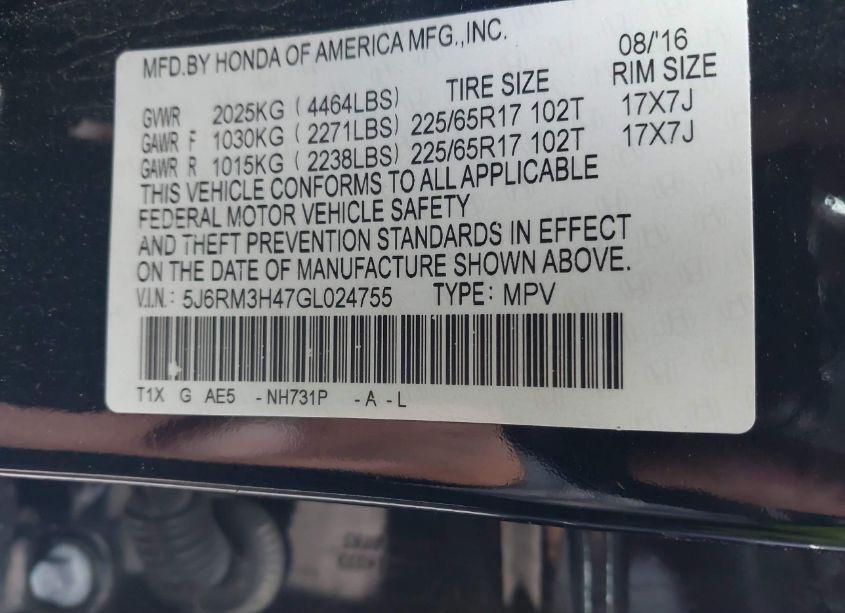 MFD.BY HONDA OF AMERICA MFG.,INC. 08/'16
TIRE SIZE RIM SIZE
GVWR 2025KG (4464LBS)
GAWR F 1030KG (2271LBS) 225/65R17 102T 17X7J
GAWR R 1015KG (2238LBS) 225/65R17 102T 17X7J
THIS VEHICLE CONFORMS TO ALL APPLICABLE
FEDERAL MOTOR VEHICLE SAFETY
AND THEFT PREVENTION STANDARDS IN EFFECT
ON THE DATE OF MANUFACTURE SHOWN ABOVE.
V.I.N.: 5J6RM3H47GL024755 TYPE: MPV
T1X G AE5 -NH731P -A -L